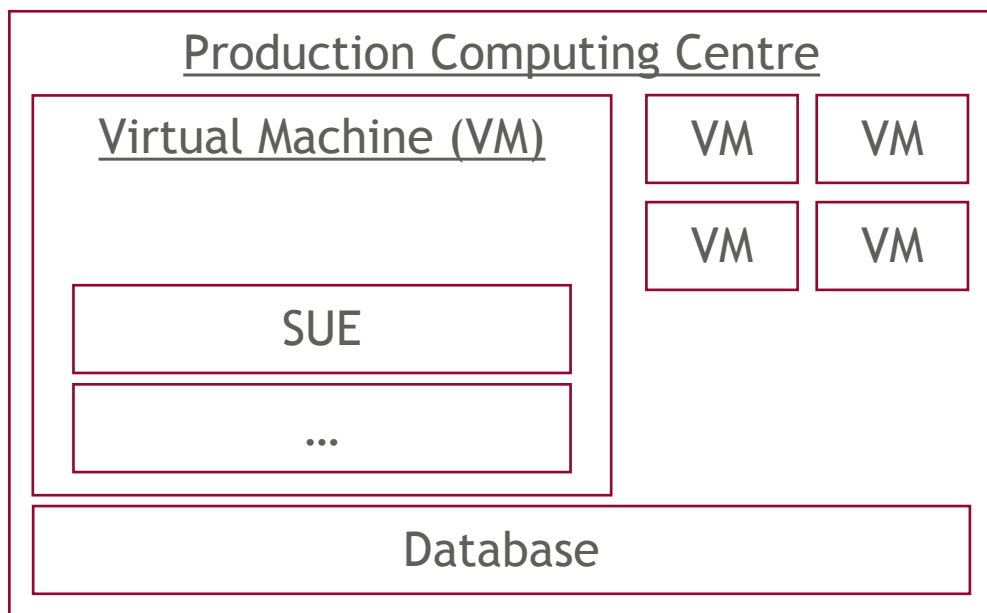 Production Computing Centre
Virtual Machine (VM)
VM VM
VM VM
SUE
...
Database